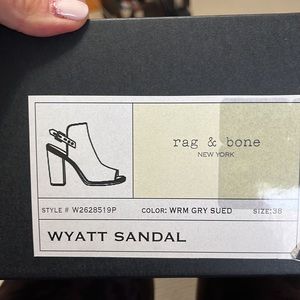 rag & bone
NEW YORK
STYLE # W2628519P COLOR: WRM GRY SUED SIZE:38
WYATT SANDAL